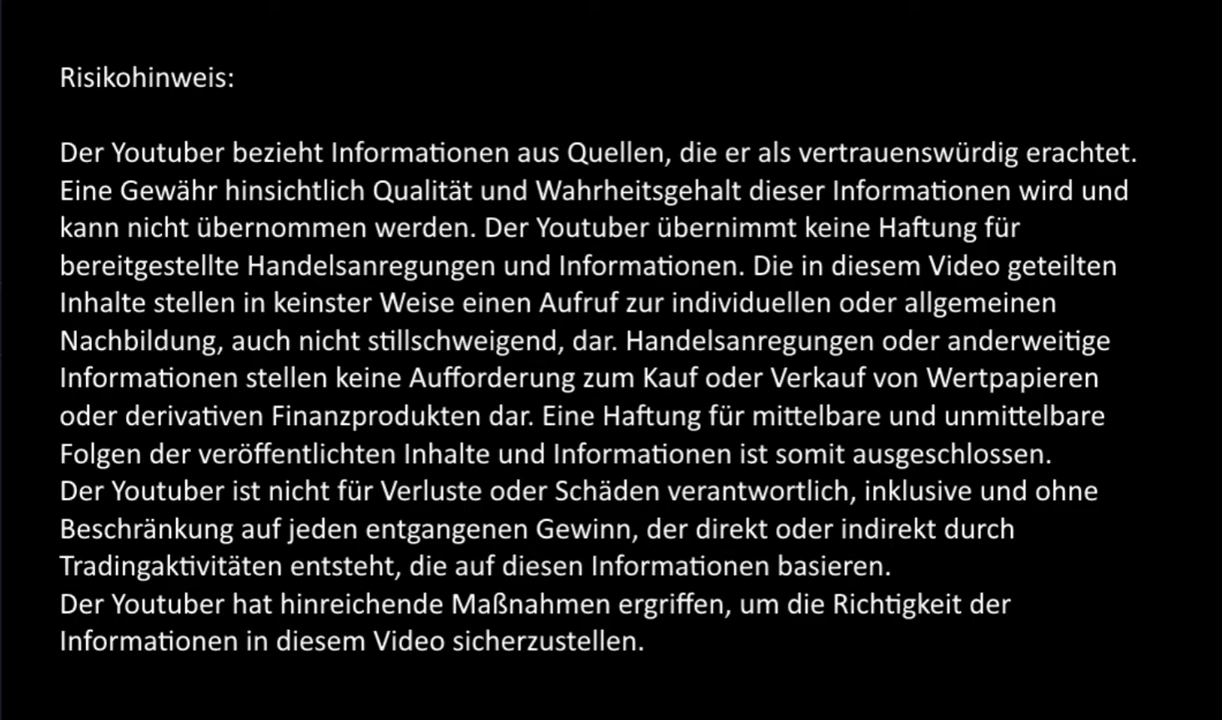 Risikohinweis:
Der Youtuber bezieht Informationen aus Quellen, die er als vertrauenswürdig erachtet.
Eine Gewähr hinsichtlich Qualität und Wahrheitsgehalt dieser Informationen wird und
kann nicht übernommen werden. Der Youtuber übernimmt keine Haftung für
bereitgestellte Handelsanregungen und Informationen. Die in diesem Video geteilten
Inhalte stellen in keinster Weise einen Aufruf zur individuellen oder allgemeinen
Nachbildung, auch nicht stillschweigend, dar. Handelsanregungen oder anderweitige
Informationen stellen keine Aufforderung zum Kauf oder Verkauf von Wertpapieren
oder derivativen Finanzprodukten dar. Eine Haftung für mittelbare und unmittelbare
Folgen der veröffentlichten Inhalte und Informationen ist somit ausgeschlossen.
Der Youtuber ist nicht für Verluste oder Schäden verantwortlich, inklusive und ohne
Beschränkung auf jeden entgangenen Gewinn, der direkt oder indirekt durch
Tradingaktivitäten entsteht, die auf diesen Informationen basieren.
Der Youtuber hat hinreichende Maßnahmen ergriffen, um die Richtigkeit der
Informationen in diesem Video sicherzustellen.